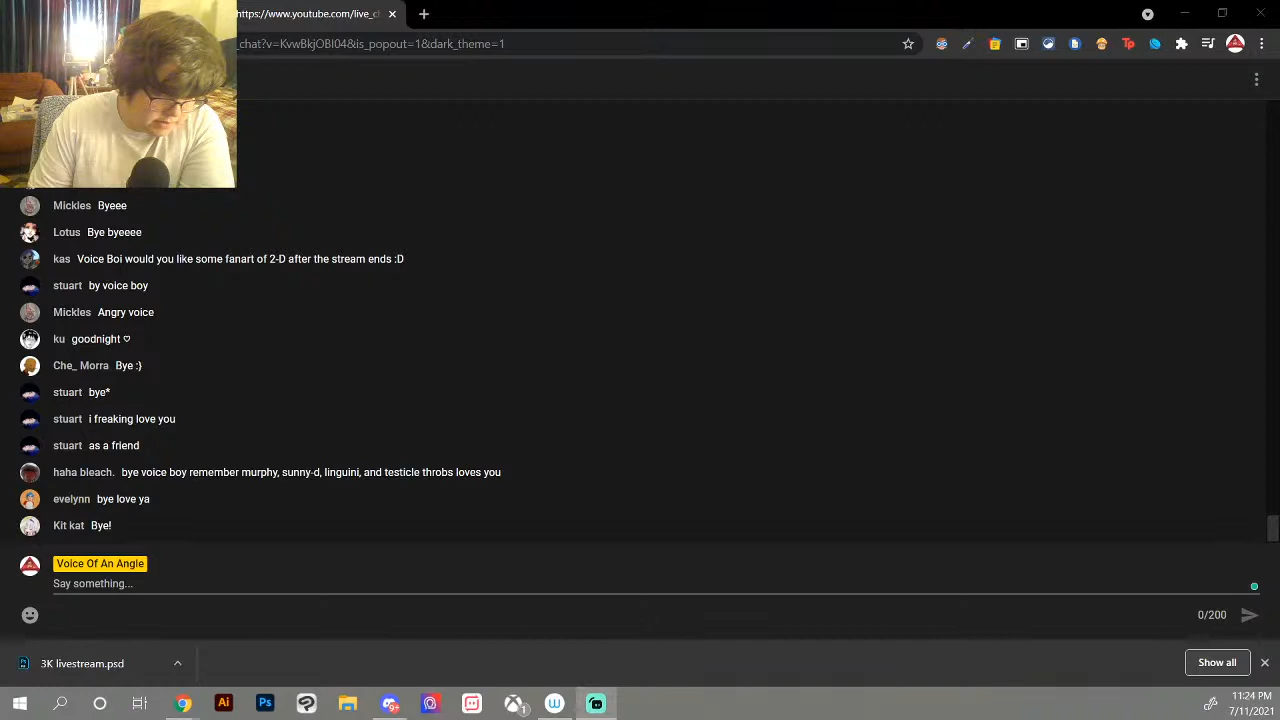 https://www.youtube.com/live_c
_chat?v=KvwBkjOBI04&is_popout=1&dark_theme=1
Mickles Byeee
Lotus Bye byeeee
kas Voice Boi would you like some fanart of 2-D after the stream ends :D
stuart by voice boy
Mickles Angry voice
ku goodnight ♡
Che_ Morra Bye :}
stuart bye*
stuart i freaking love you
stuart as a friend
haha bleach. bye voice boy remember murphy, sunny-d, linguini, and testicle throbs loves you
evelynn bye love ya
Kit kat Bye!
Voice Of An Angle
Say something...
0/200
3K livestream.psd
Show all
Ai Ps
11:24 PM
7/11/2021